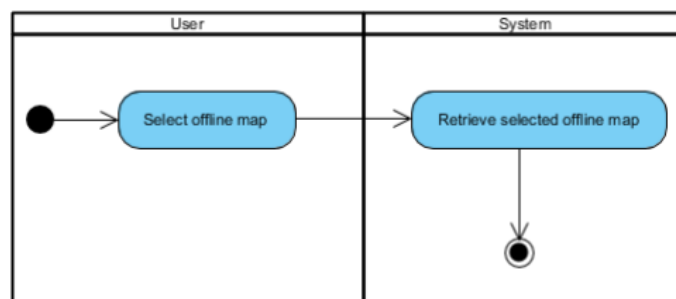 User
System
Select offline map
Retrieve selected offline map